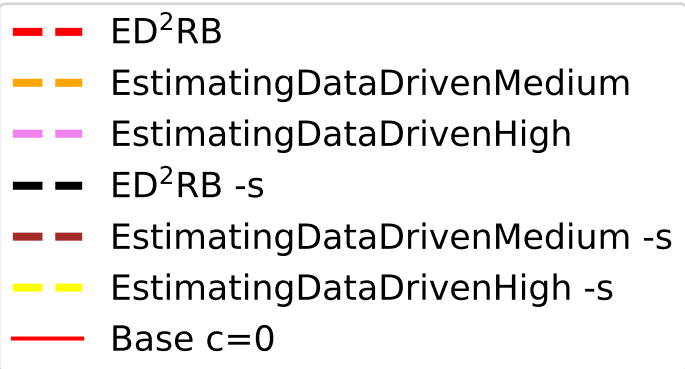 ED²RB
EstimatingDataDrivenMedium
EstimatingDataDrivenHigh
ED²RB -s
EstimatingDataDrivenMedium -s
EstimatingDataDrivenHigh -s
Base c=0